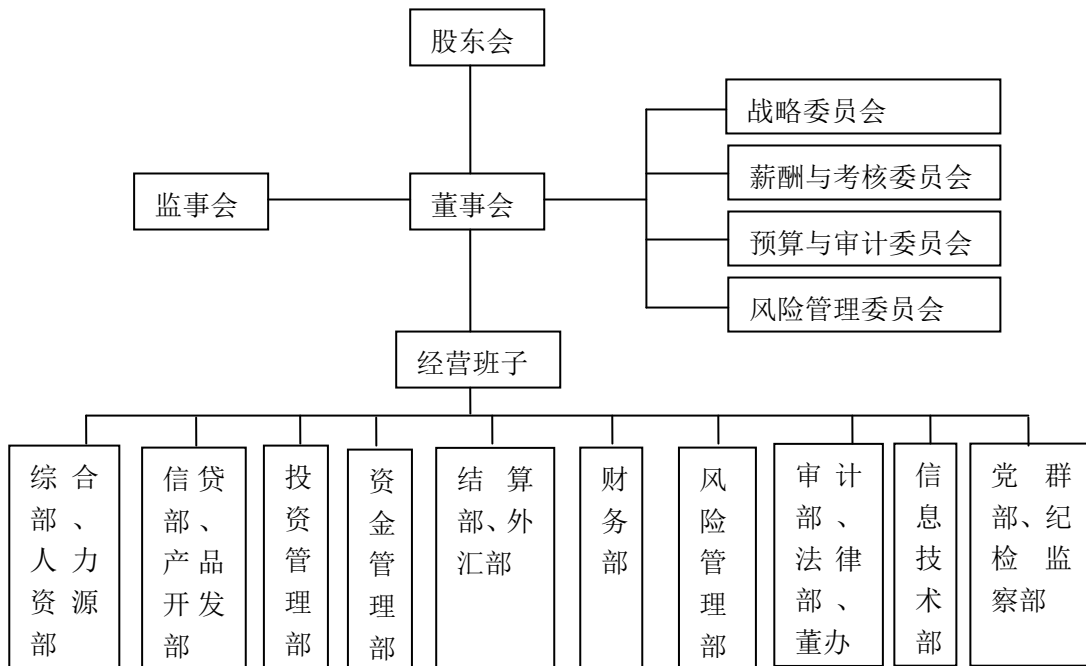 股东会
战略委员会
薪酬与考核委员会
监事会
董事会
预算与审计委员会
风险管理委员会
经营班子
综合
部、
人力
资源
部
信贷
部、
产品
开发
部
投
资
管
理
部
资
金
管
理
部
结算
部、外
汇部
财
务
部
风
险
管
理
部
审计
部、
法律
部、
董办
信
息
技
术
部
党群
部、纪
检监
察部